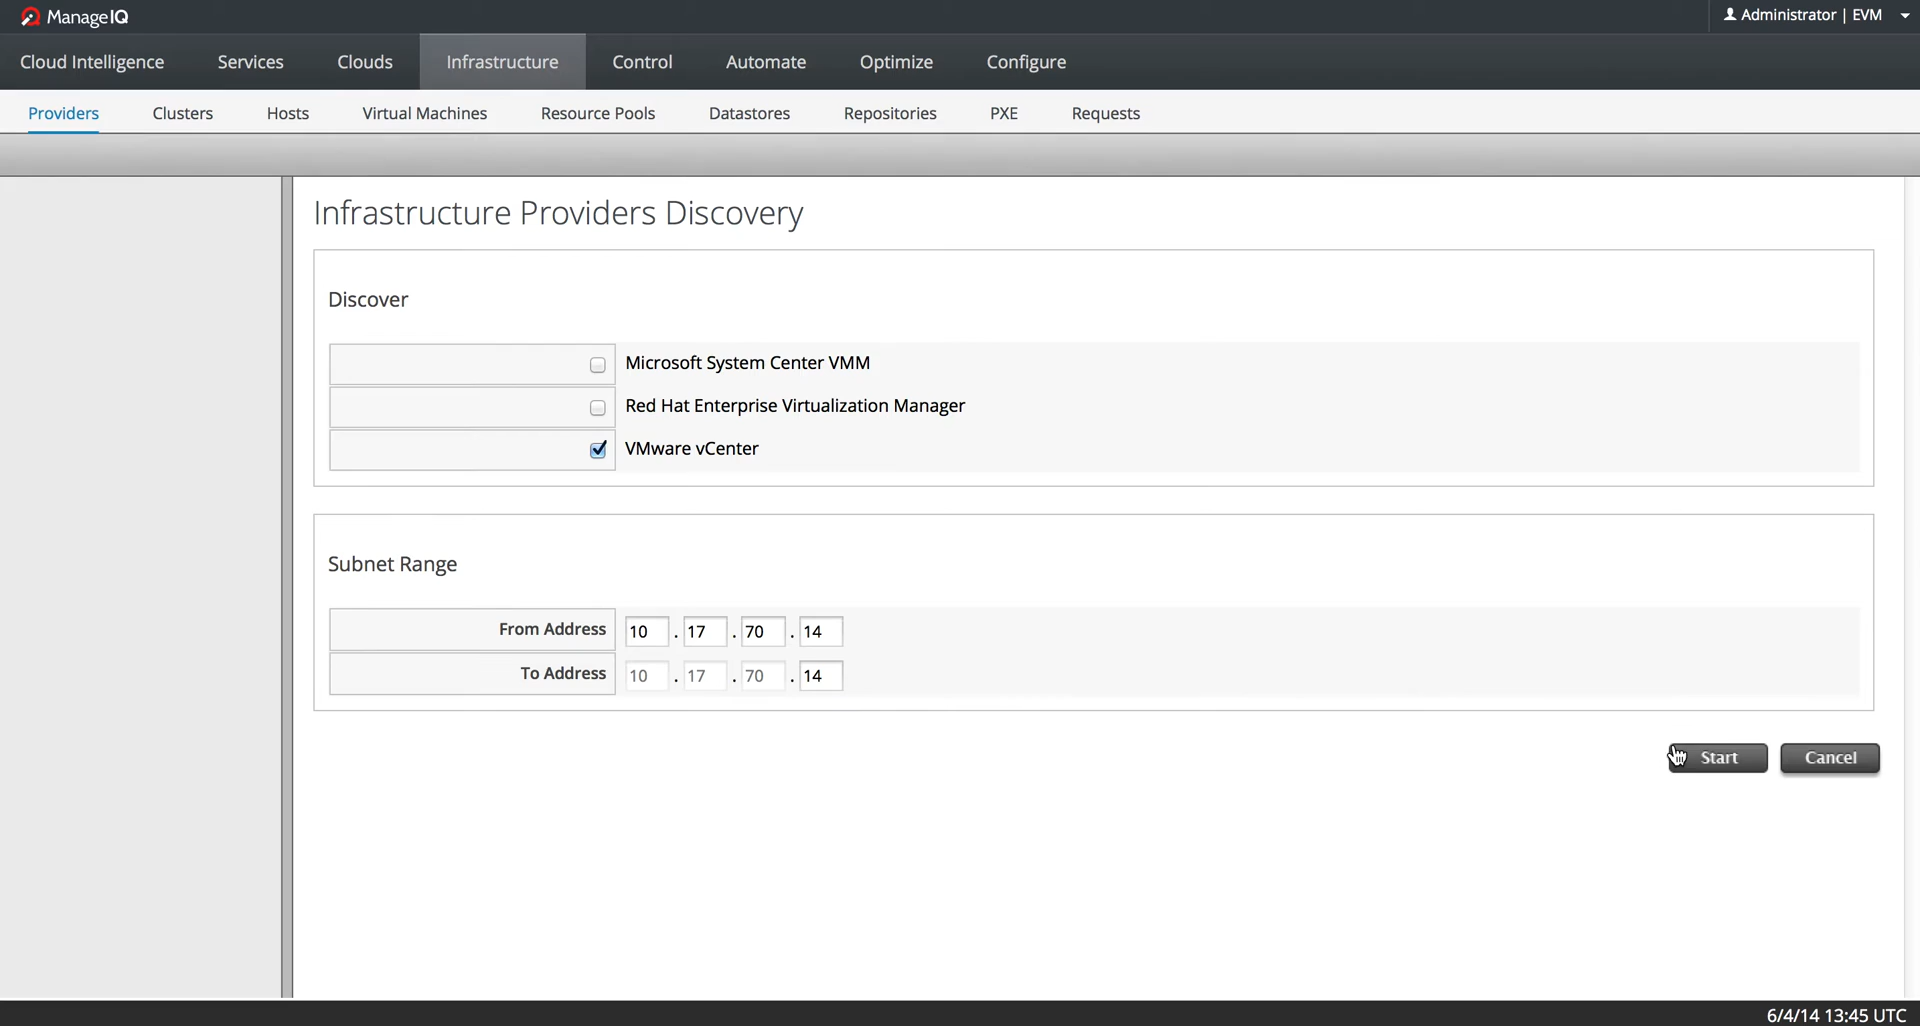 ManageIQ
Administrator | EVM
Cloud Intelligence Services Clouds Infrastructure Control Automate Optimize Configure
Providers Clusters Hosts Virtual Machines Resource Pools Datastores Repositories PXE Requests
Infrastructure Providers Discovery
Discover
Microsoft System Center VMM
Red Hat Enterprise Virtualization Manager
VMware vCenter
Subnet Range
From Address 10 . 17 . 70 . 14
To Address 10 . 17 . 70 . 14
Start Cancel
6/4/14 13:45 UTC